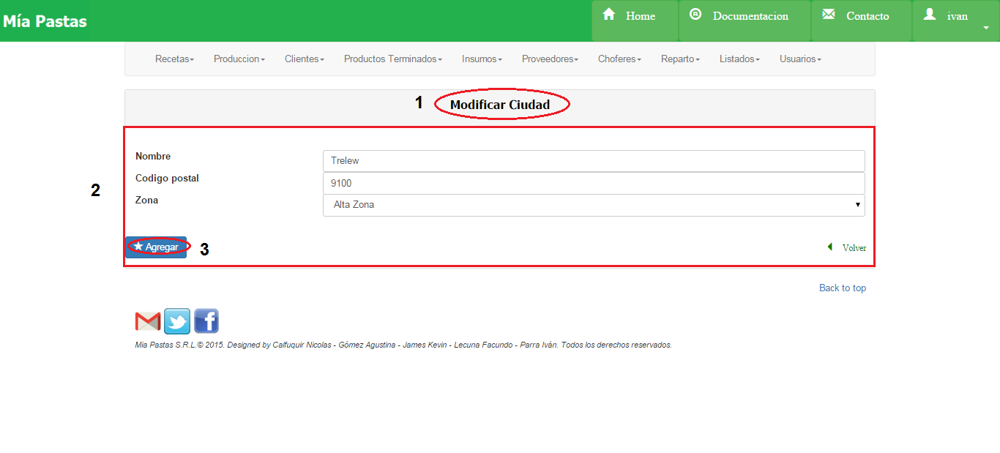 Mía Pastas
Home
Documentacion
Contacto
ivan
Recetas
Produccion
Clientes
Productos Terminados
Insumos
Proveedores
Choferes
Reparto
Listados
Usuarios
1
Modificar Ciudad
2
Nombre
Trelew
Codigo postal
9100
Zona
Alta Zona
Agregar
3
Volver
Back to top
Mia Pastas S.R.L.© 2015. Designed by Calfuquir Nicolas - Gómez Agustina - James Kevin - Lecuna Facundo - Parra Iván. Todos los derechos reservados.